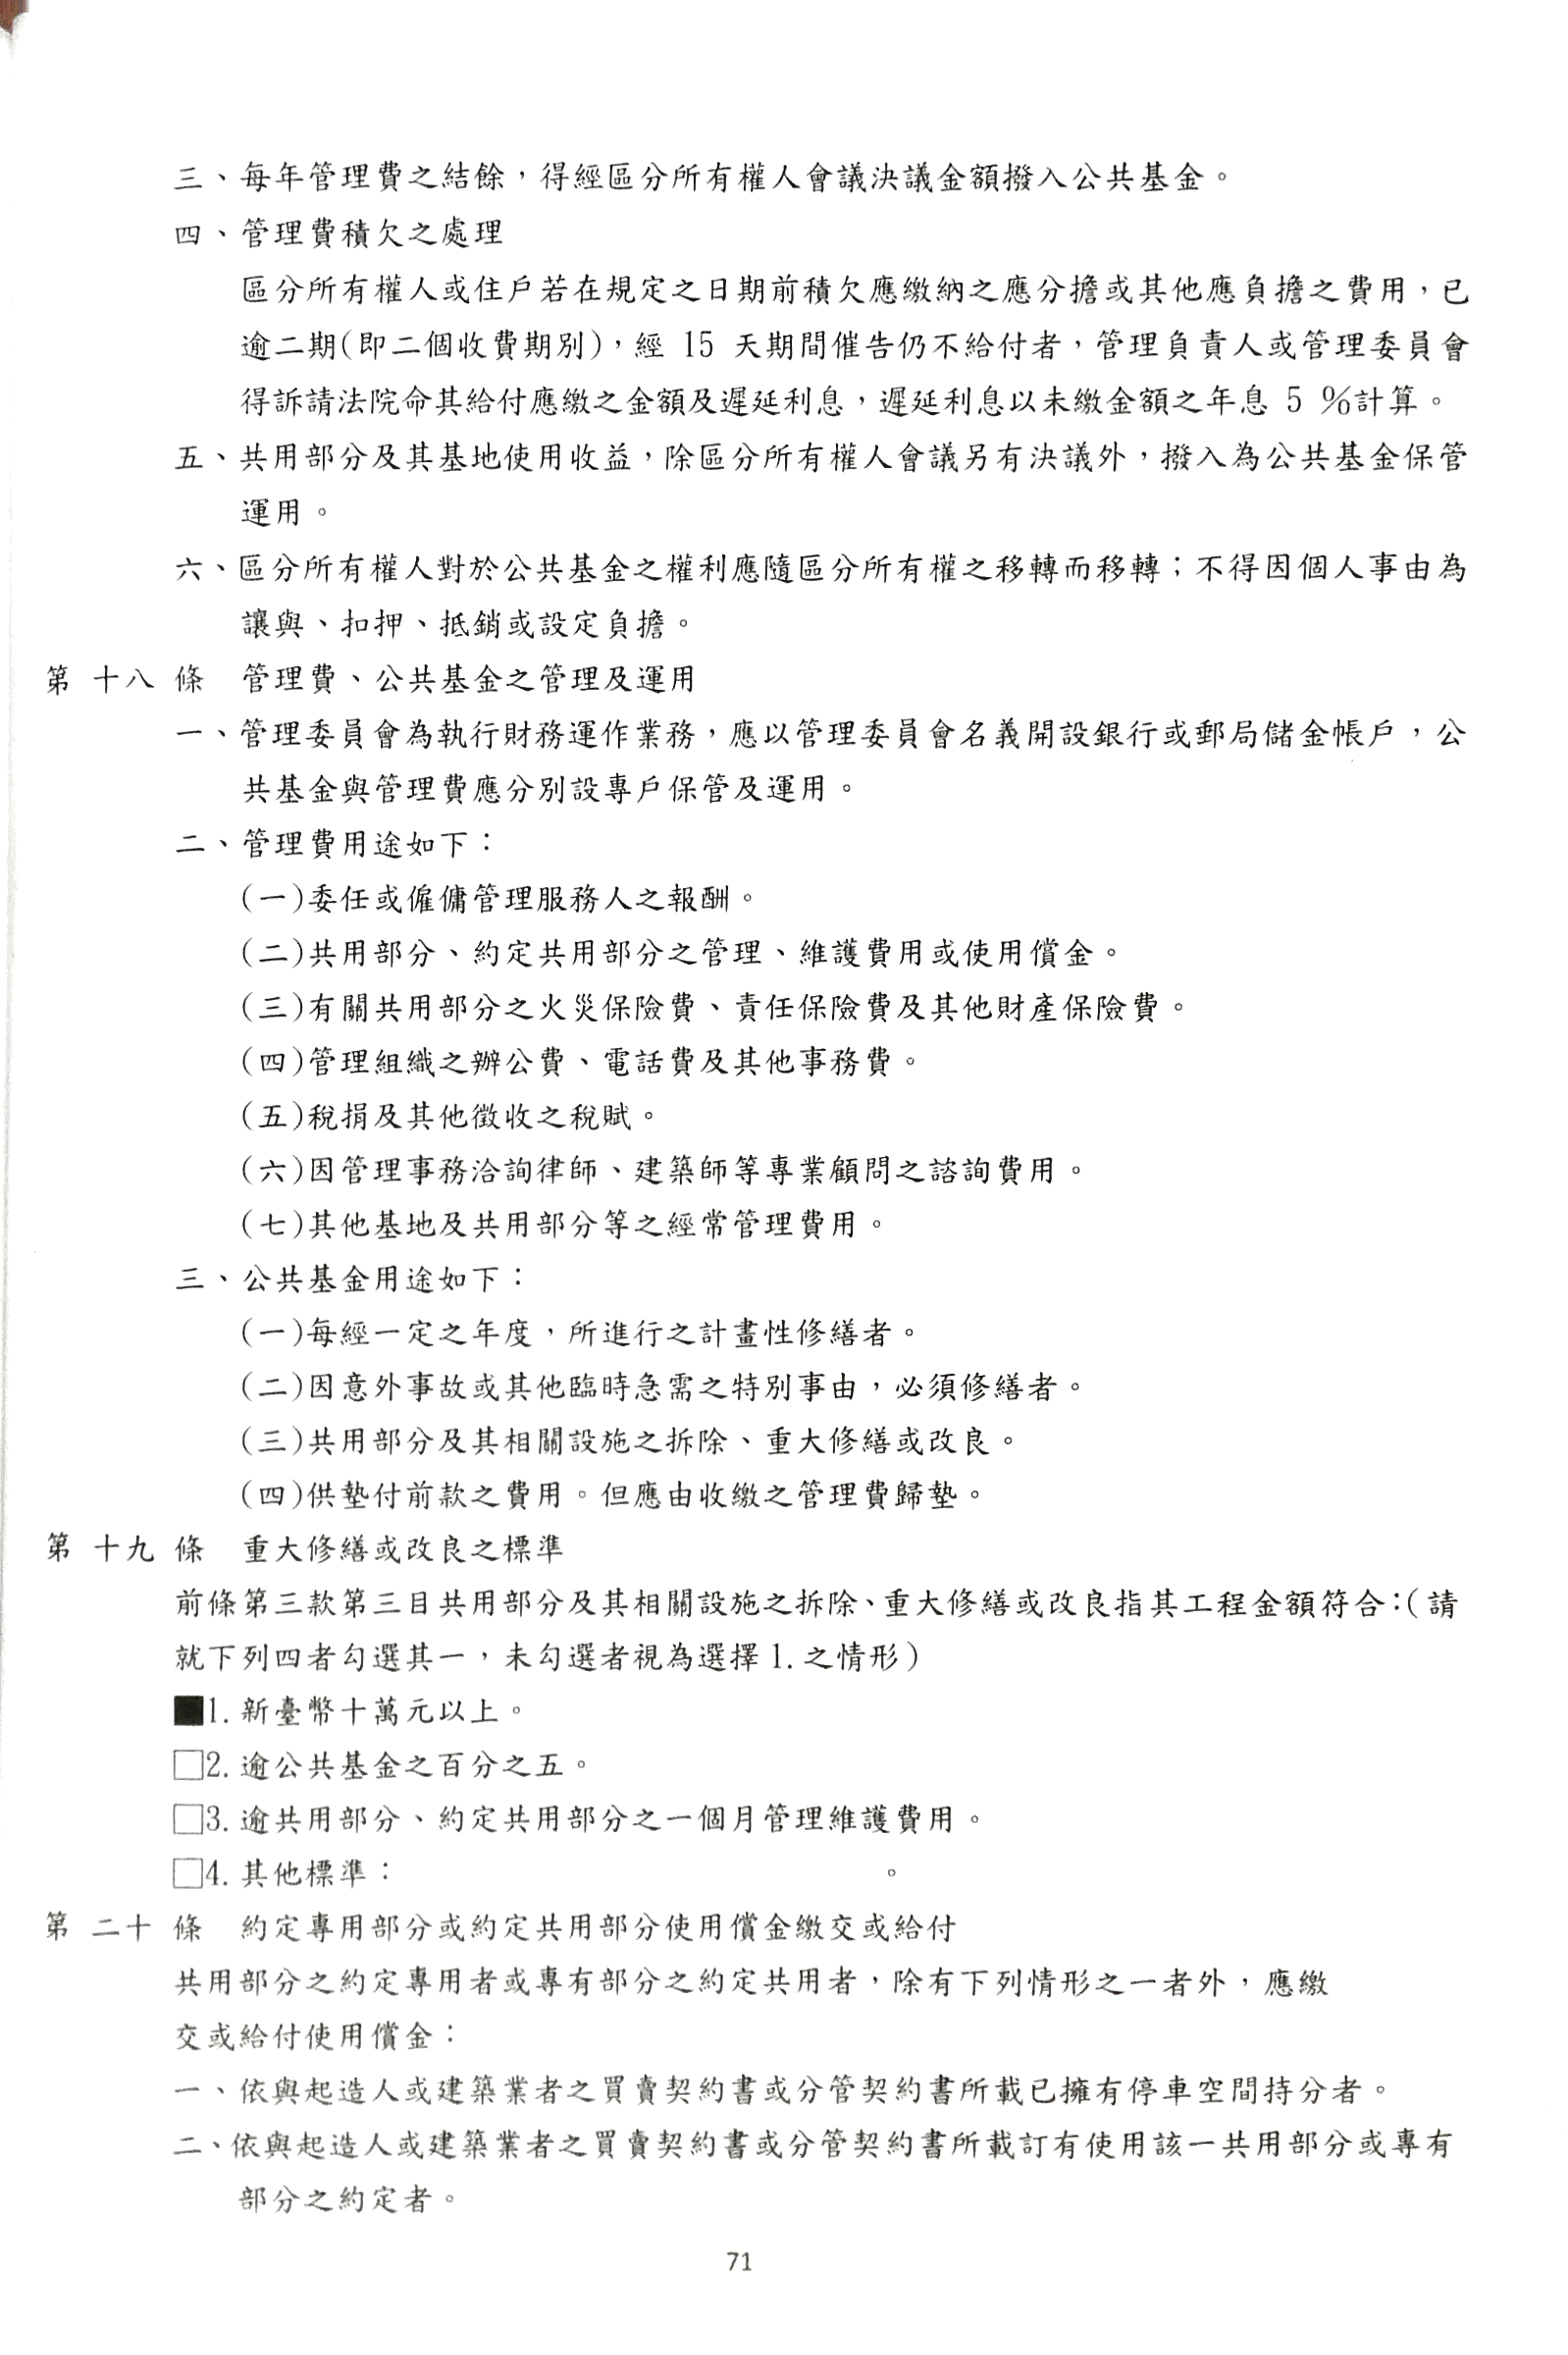 三、每年管理費之結餘，得經區分所有權人會議決議金額撥入公共基金。
四、管理費積欠之處理
區分所有權人或住戶若在規定之日期前積欠應繳納之應分擔或其他應負擔之費用，已
逾二期(即二個收費期別)，經 15 天期間催告仍不給付者，管理負責人或管理委員會
得訴請法院命其給付應繳之金額及遲延利息，遲延利息以未繳金額之年息 5 %計算。
五、共用部分及其基地使用收益，除區分所有權人會議另有決議外，撥入為公共基金保管
運用。
六、區分所有權人對於公共基金之權利應隨區分所有權之移轉而移轉；不得因個人事由為
讓與、扣押、抵銷或設定負擔。
第 十八 條 管理費、公共基金之管理及運用
一、管理委員會為執行財務運作業務，應以管理委員會名義開設銀行或郵局儲金帳戶，公
共基金與管理費應分別設專戶保管及運用。
二、管理費用途如下：
(一)委任或僱傭管理服務人之報酬。
(二)共用部分、約定共用部分之管理、維護費用或使用償金。
(三)有關共用部分之火災保險費、責任保險費及其他財產保險費。
(四)管理組織之辦公費、電話費及其他事務費。
(五)稅捐及其他徵收之稅賦。
(六)因管理事務洽詢律師、建築師等專業顧問之諮詢費用。
(七)其他基地及共用部分等之經常管理費用。
三、公共基金用途如下：
(一)每經一定之年度，所進行之計畫性修繕者。
(二)因意外事故或其他臨時急需之特別事由，必須修繕者。
(三)共用部分及其相關設施之拆除、重大修繕或改良。
(四)供墊付前款之費用。但應由收繳之管理費歸墊。
第 十九 條 重大修繕或改良之標準
前條第三款第三目共用部分及其相關設施之拆除、重大修繕或改良指其工程金額符合：(請
就下列四者勾選其一，未勾選者視為選擇 1.之情形)
■1.新臺幣十萬元以上。
□2.逾公共基金之百分之五。
□3.逾共用部分、約定共用部分之一個月管理維護費用。
□4.其他標準： 。
第 二十 條 約定專用部分或約定共用部分使用償金繳交或給付
共用部分之約定專用者或專有部分之約定共用者，除有下列情形之一者外，應繳
交或給付使用償金：
一、依與起造人或建築業者之買賣契約書或分管契約書所載已擁有停車空間持分者。
二、依與起造人或建築業者之買賣契約書或分管契約書所載訂有使用該一共用部分或專有
部分之約定者。
71